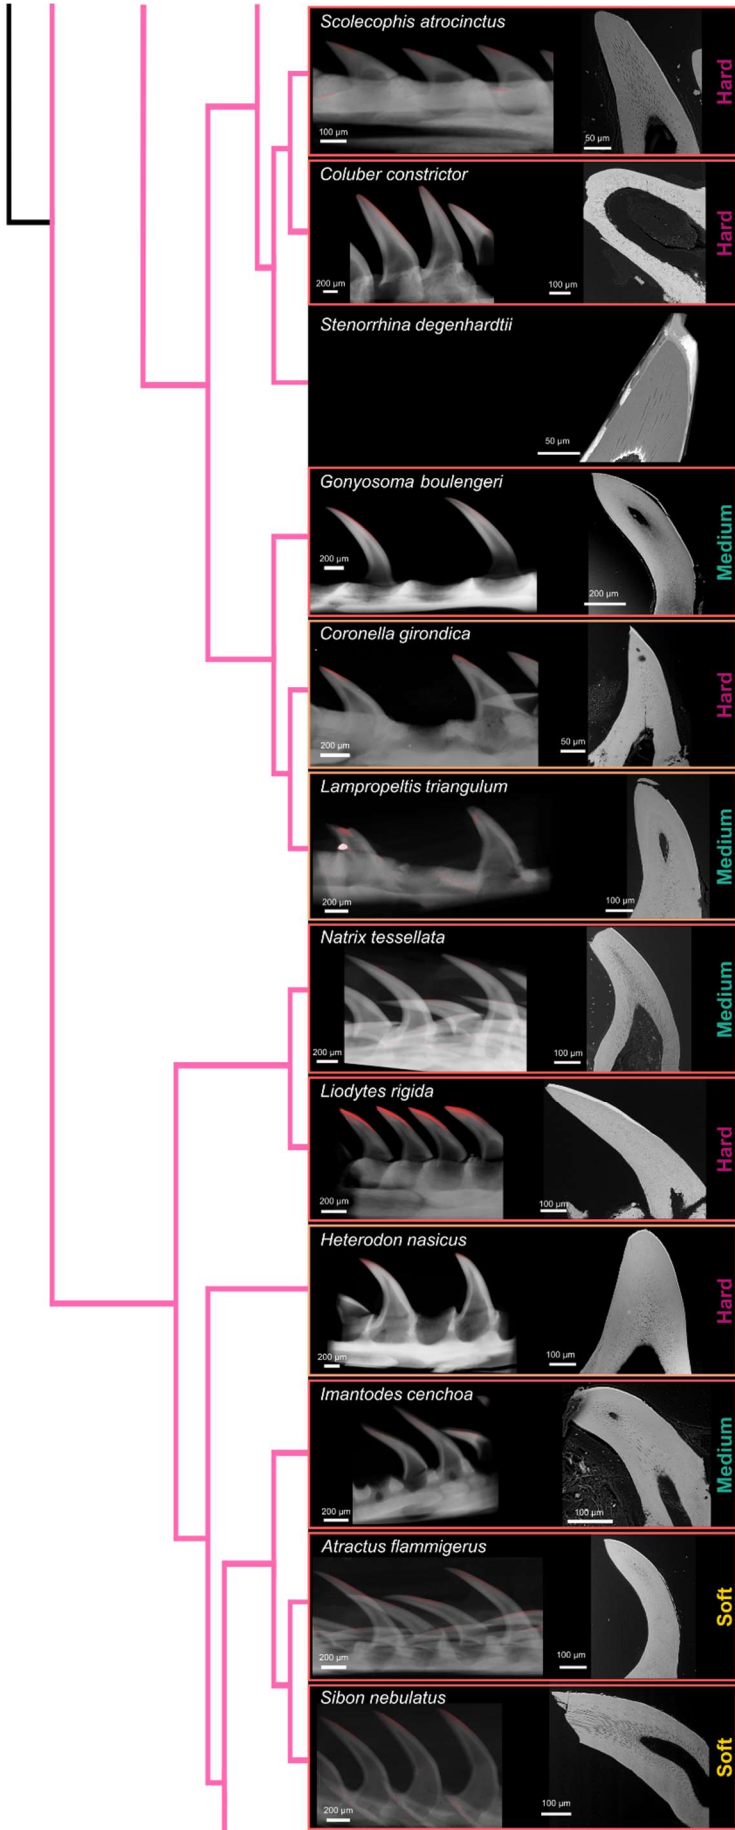 Scolecophis atrocinctus
100 µm
50 µm
Hard
Coluber constrictor
200 µm
100 µm
Hard
Stenorrhina degenhardtii
50 µm
Gonyosoma boulengeri
200 µm
200 µm
Medium
Coronella girondica
200 µm
50 µm
Hard
Lampropeltis triangulum
200 µm
100 µm
Medium
Natrix tessellata
200 µm
100 µm
Medium
Liodytes rigida
200 µm
100 µm
Hard
Heterodon nasicus
200 µm
100 µm
Hard
Imantodes cenchoa
200 µm
100 µm
Medium
Atractus flammigerus
200 µm
100 µm
Soft
Sibon nebulatus
200 µm
100 µm
Soft